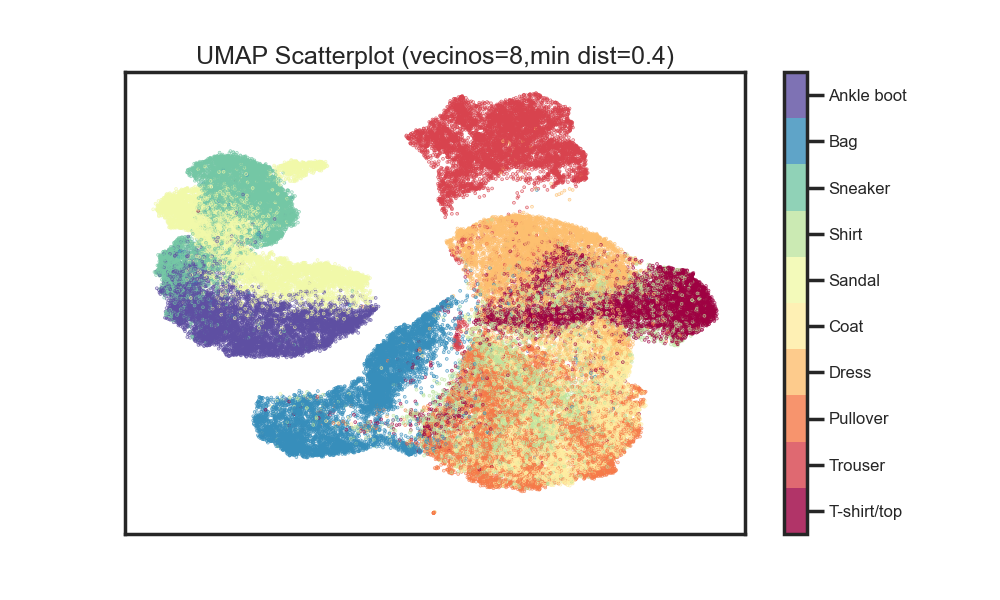 UMAP Scatterplot (vecinos=8,min dist=0.4)
Ankle boot
Bag
Sneaker
Shirt
Sandal
Coat
Dress
Pullover
Trouser
T-shirt/top